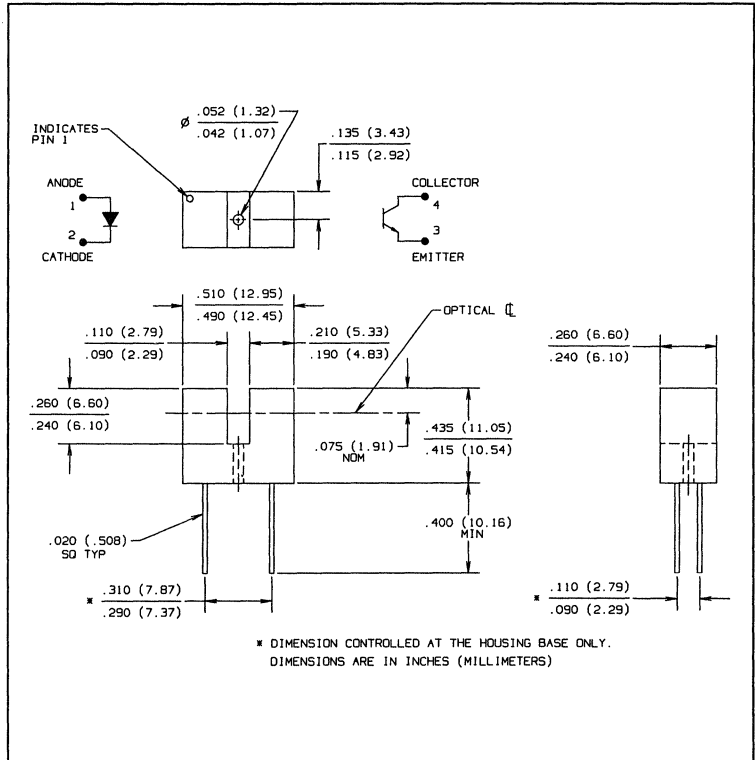 .052 (1.32)
Ø
.042 (1.07)
INDICATES
PIN 1
.135 (3.43)
.115 (2.92)
ANODE
1
2
CATHODE
COLLECTOR
4
3
EMITTER
.510 (12.95)
.490 (12.45)
OPTICAL ℄
.110 (2.79)
.090 (2.29)
.210 (5.33)
.190 (4.83)
.260 (6.60)
.240 (6.10)
.260 (6.60)
.240 (6.10)
.075 (1.91)
NOM
.435 (11.05)
.415 (10.54)
.400 (10.16)
MIN
.020 (.508)
SQ TYP
* .310 (7.87)
.290 (7.37)
* .110 (2.79)
.090 (2.29)
* DIMENSION CONTROLLED AT THE HOUSING BASE ONLY.
DIMENSIONS ARE IN INCHES (MILLIMETERS)